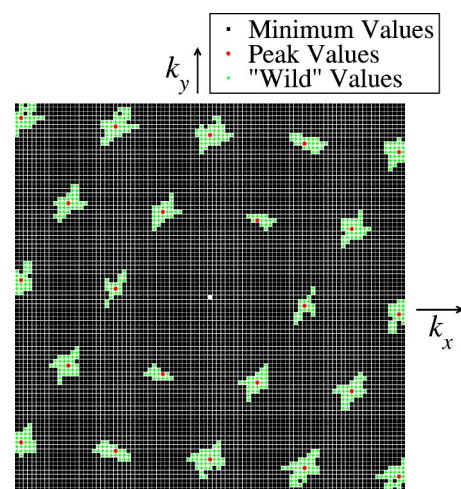 Minimum Values
Peak Values
"Wild" Values
k_y
k_x